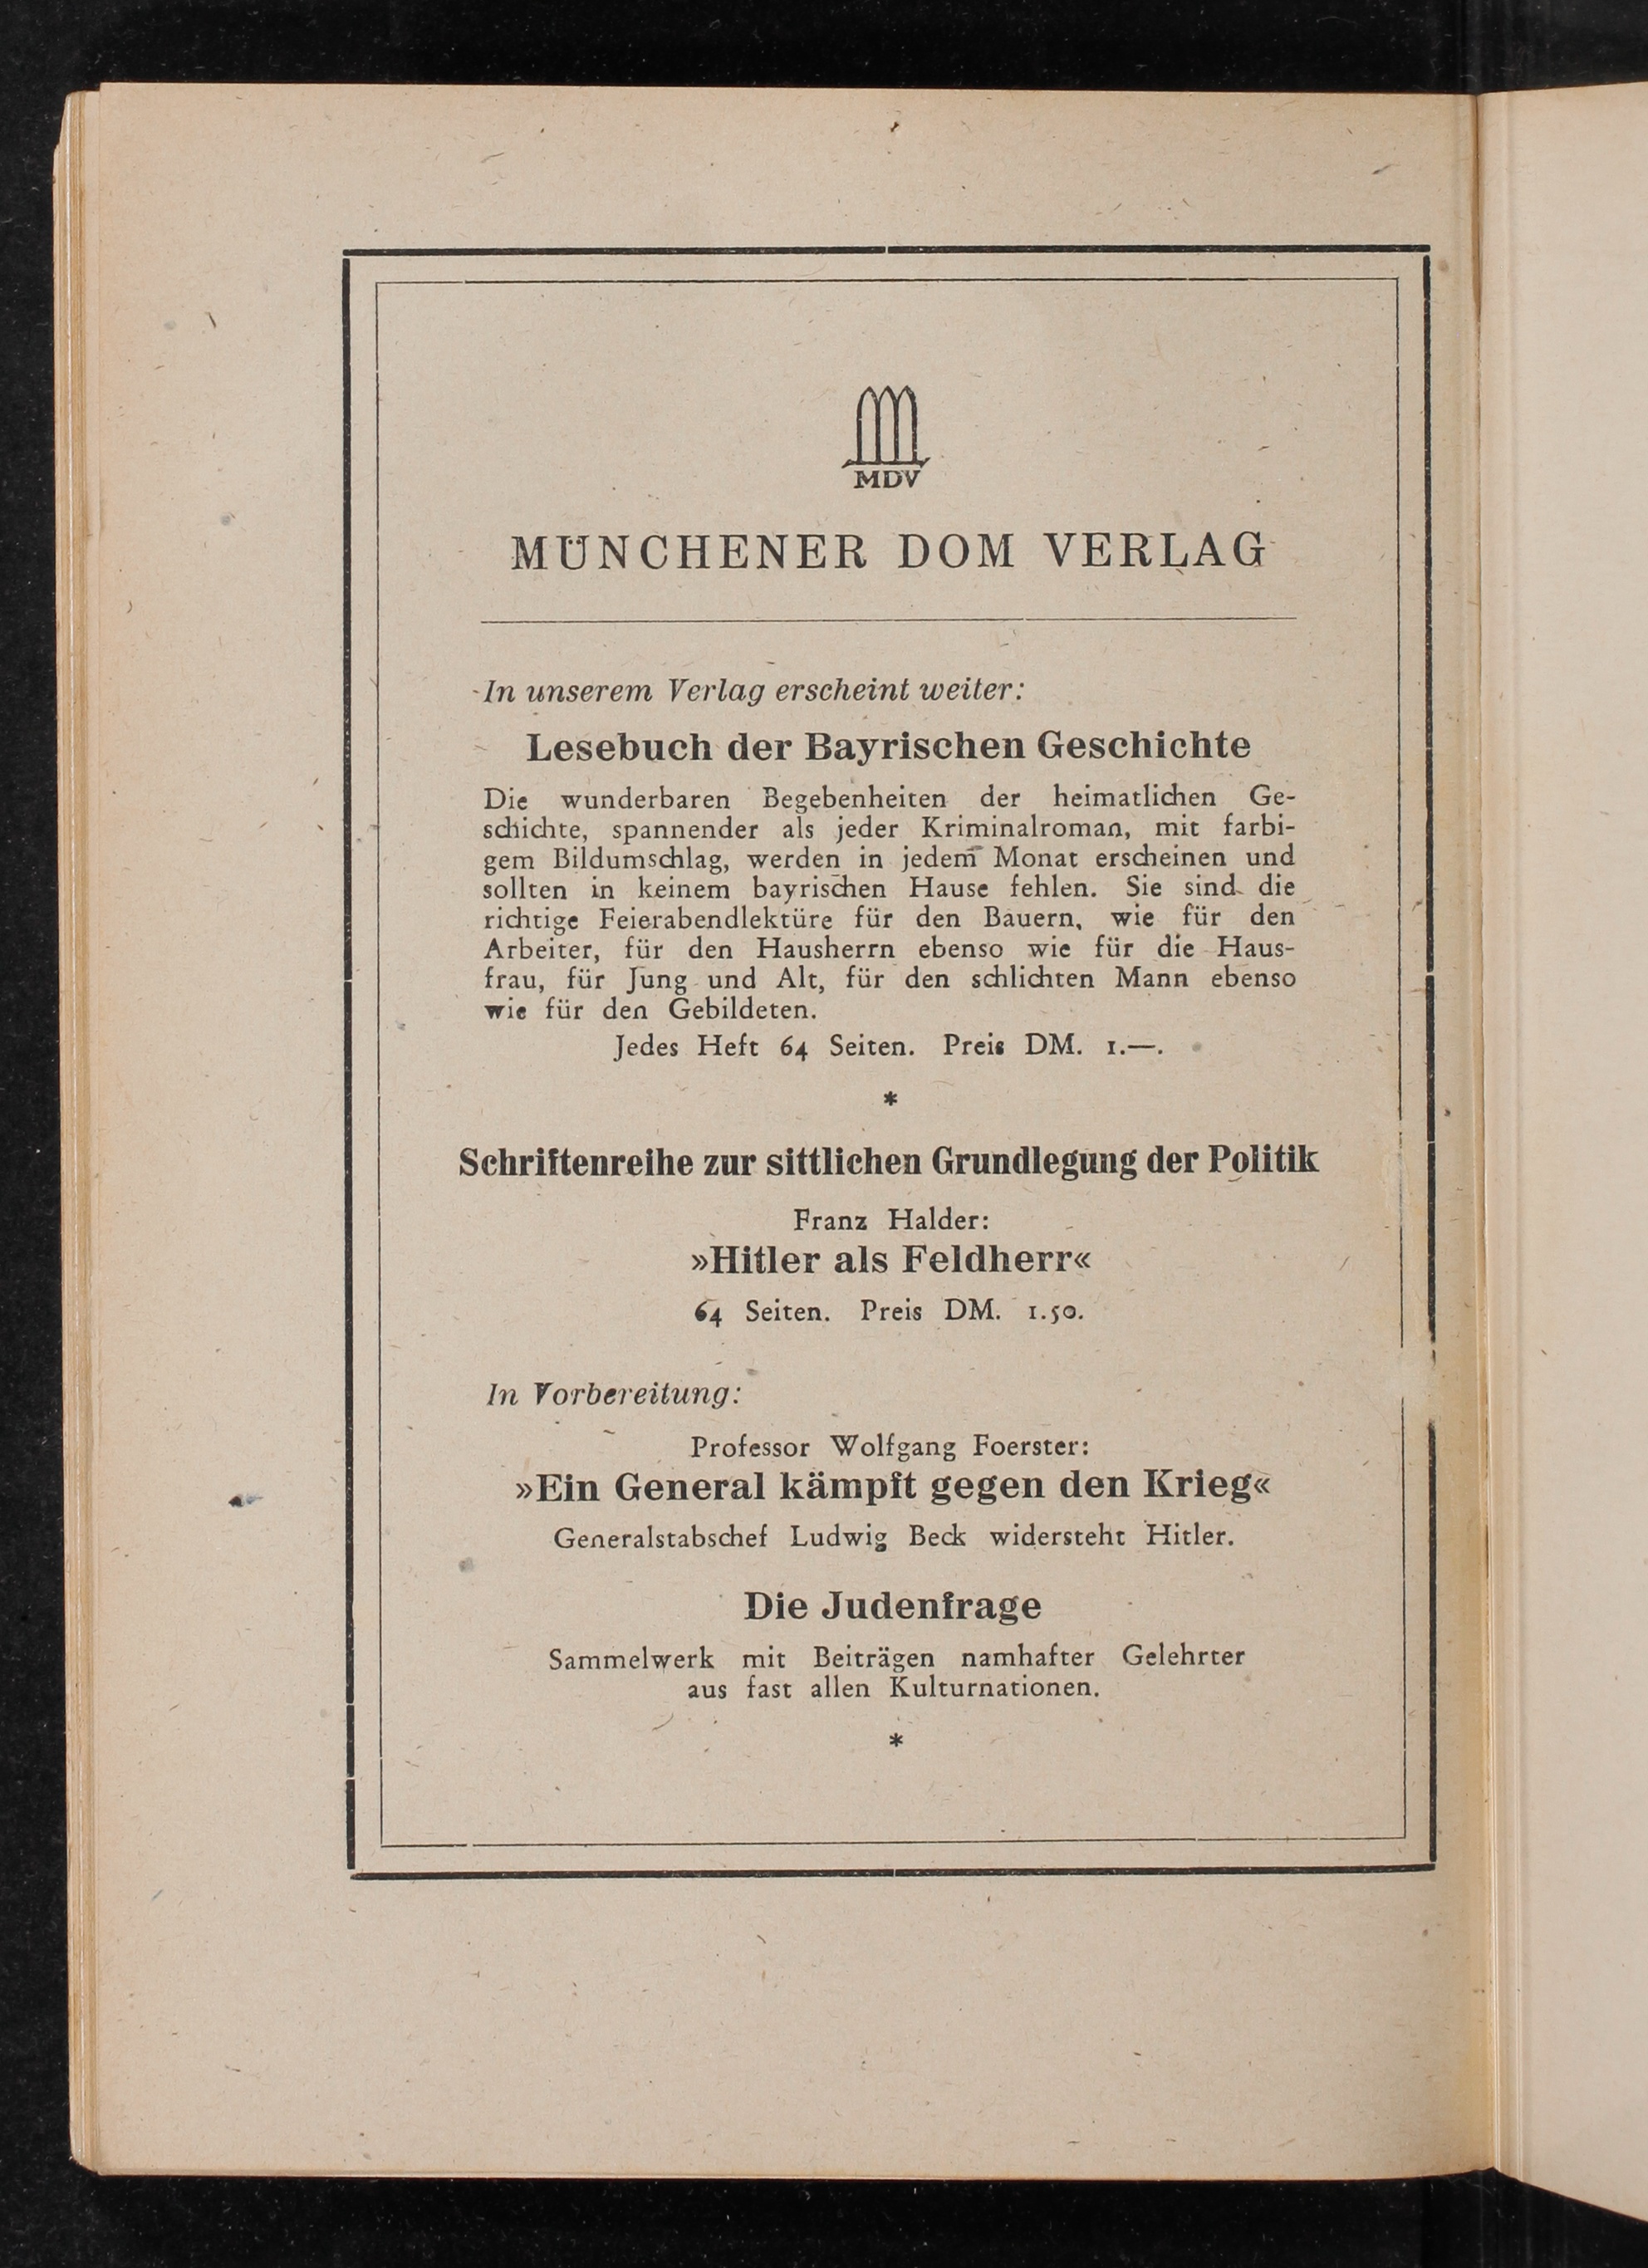 MDV
MÜNCHENER DOM VERLAG
In unserem Verlag erscheint weiter:
Lesebuch der Bayrischen Geschichte
Die wunderbaren Begebenheiten der heimatlichen Ge-
schichte, spannender als jeder Kriminalroman, mit farbi-
gem Bildumschlag, werden in jedem Monat erscheinen und
sollten in keinem bayrischen Hause fehlen. Sie sind die
richtige Feierabendlektüre für den Bauern, wie für den
Arbeiter, für den Hausherrn ebenso wie für die Haus-
frau, für Jung und Alt, für den schlichten Mann ebenso
wie für den Gebildeten.
Jedes Heft 64 Seiten. Preis DM. 1.—.
*
Schriftenreihe zur sittlichen Grundlegung der Politik
Franz Halder:
»Hitler als Feldherr«
64 Seiten. Preis DM. 1.50.
In Vorbereitung:
Professor Wolfgang Foerster:
»Ein General kämpft gegen den Krieg«
Generalstabschef Ludwig Beck widersteht Hitler.
Die Judenfrage
Sammelwerk mit Beiträgen namhafter Gelehrter
aus fast allen Kulturnationen.
*